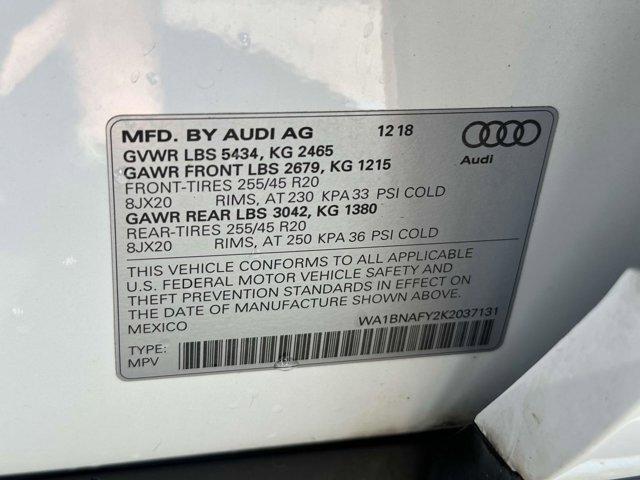 MFD. BY AUDI AG 12 18
GVWR LBS 5434, KG 2465
GAWR FRONT LBS 2679, KG 1215
FRONT-TIRES 255/45 R20
8JX20 RIMS, AT 230 KPA 33 PSI COLD
GAWR REAR LBS 3042, KG 1380
REAR-TIRES 255/45 R20
8JX20 RIMS, AT 250 KPA 36 PSI COLD
Audi
THIS VEHICLE CONFORMS TO ALL APPLICABLE
U.S. FEDERAL MOTOR VEHICLE SAFETY AND
THEFT PREVENTION STANDARDS IN EFFECT ON
THE DATE OF MANUFACTURE SHOWN ABOVE.
MEXICO
WA1BNAFY2K2037131
TYPE:
MPV